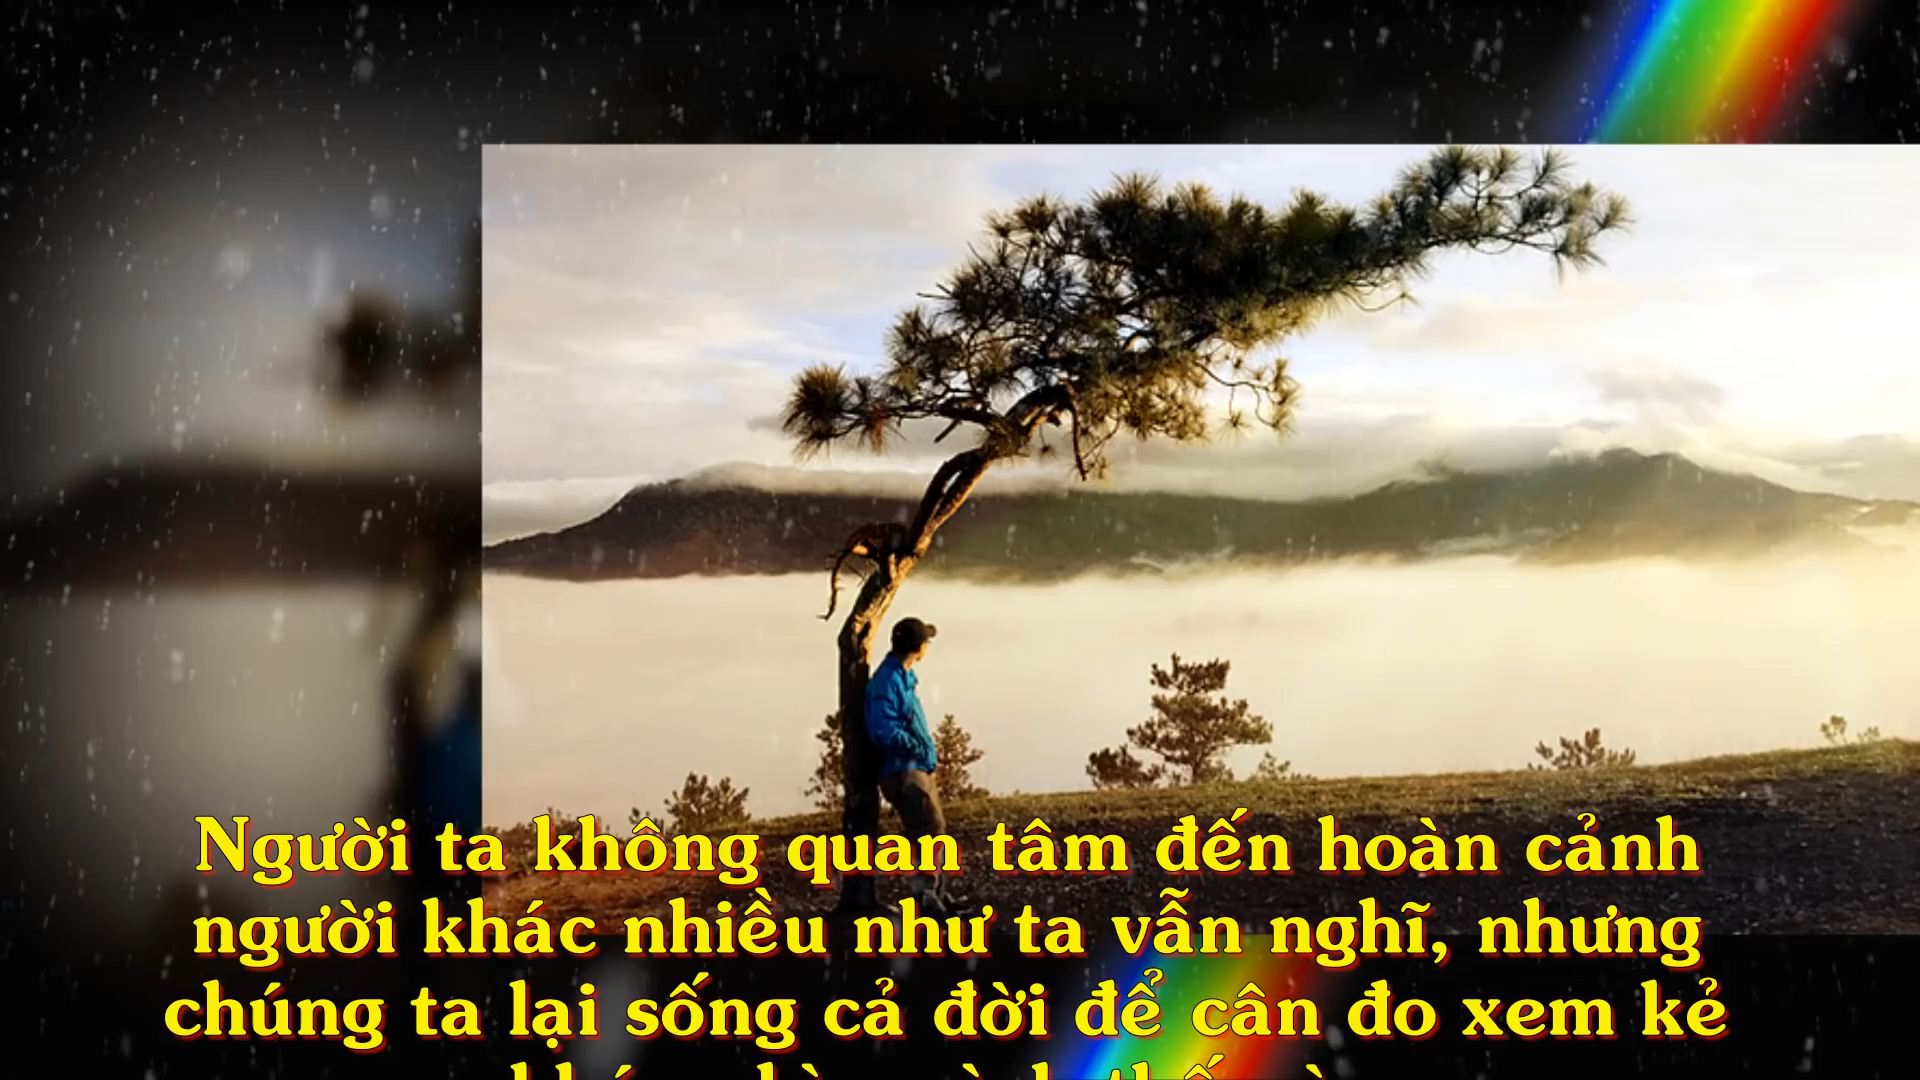 Người ta không quan tâm đến hoàn cảnh
người khác nhiều như ta vẫn nghĩ, nhưng
chúng ta lại sống cả đời để cân đo xem kẻ